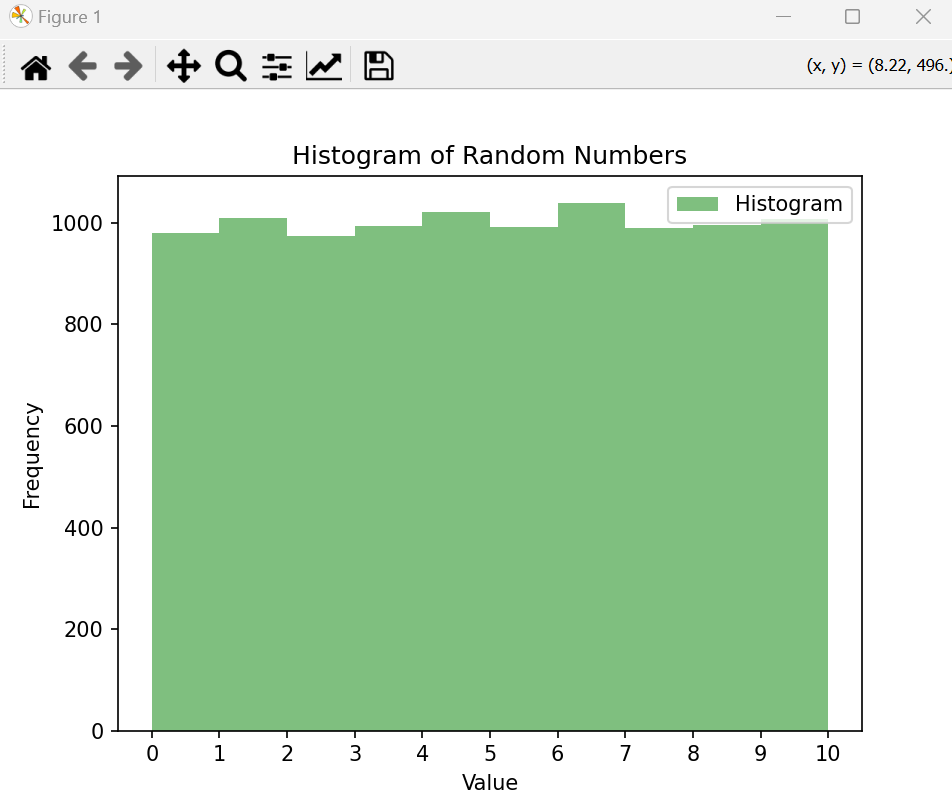 Figure 1
(x, y) = (8.22, 496.)
Histogram of Random Numbers
Histogram
1000
800
600
400
200
0
Frequency
0 1 2 3 4 5 6 7 8 9 10
Value